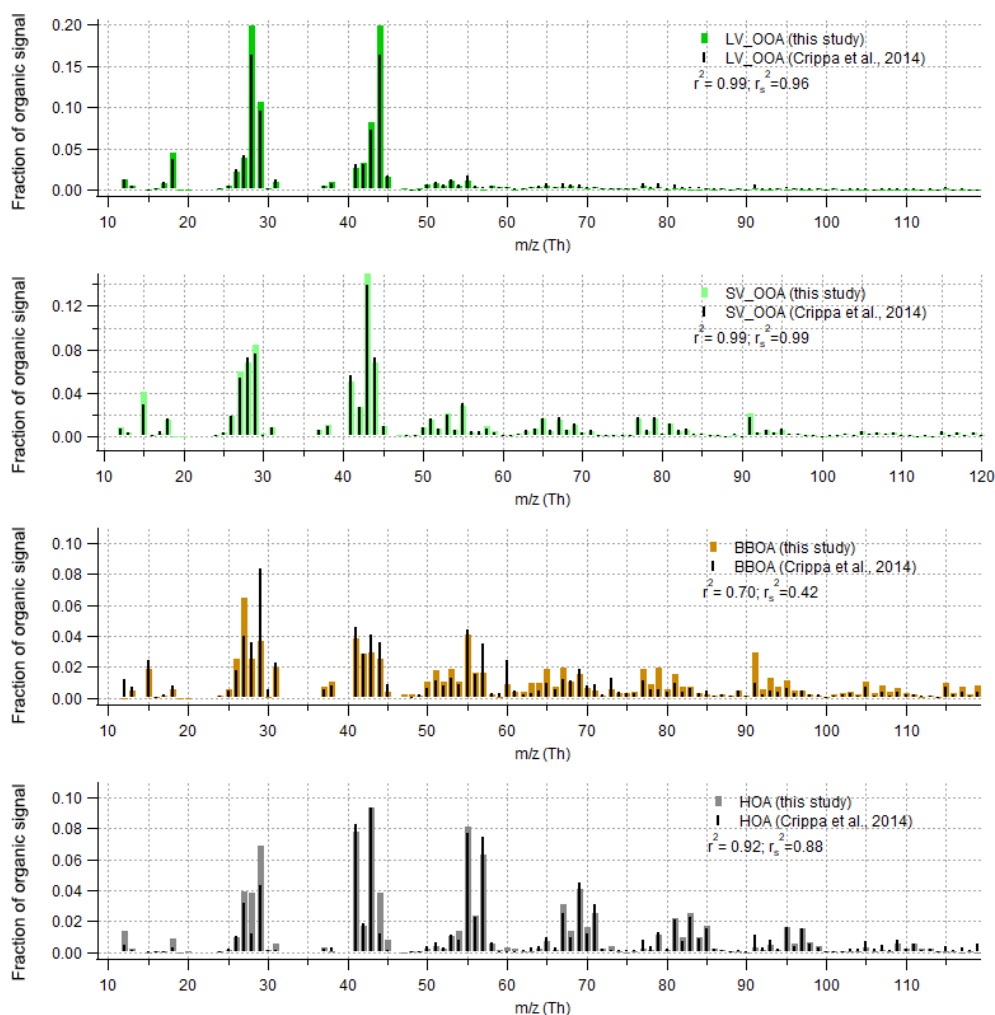 Fraction of organic signal
0.20
0.15
0.10
0.05
0.00
LV_OOA (this study)
LV_OOA (Crippa et al., 2014)
r²= 0.99; rₛ²=0.96
10 20 30 40 50 60 70 80 90 100 110
m/z (Th)
Fraction of organic signal
0.12
0.08
0.04
0.00
SV_OOA (this study)
SV_OOA (Crippa et al., 2014)
r²= 0.99; rₛ²=0.99
10 20 30 40 50 60 70 80 90 100 110 120
m/z (Th)
Fraction of organic signal
0.10
0.08
0.06
0.04
0.02
0.00
BBOA (this study)
BBOA (Crippa et al., 2014)
r²= 0.70; rₛ²=0.42
10 20 30 40 50 60 70 80 90 100 110
m/z (Th)
Fraction of organic signal
0.10
0.08
0.06
0.04
0.02
0.00
HOA (this study)
HOA (Crippa et al., 2014)
r²= 0.92; rₛ²=0.88
10 20 30 40 50 60 70 80 90 100 110
m/z (Th)